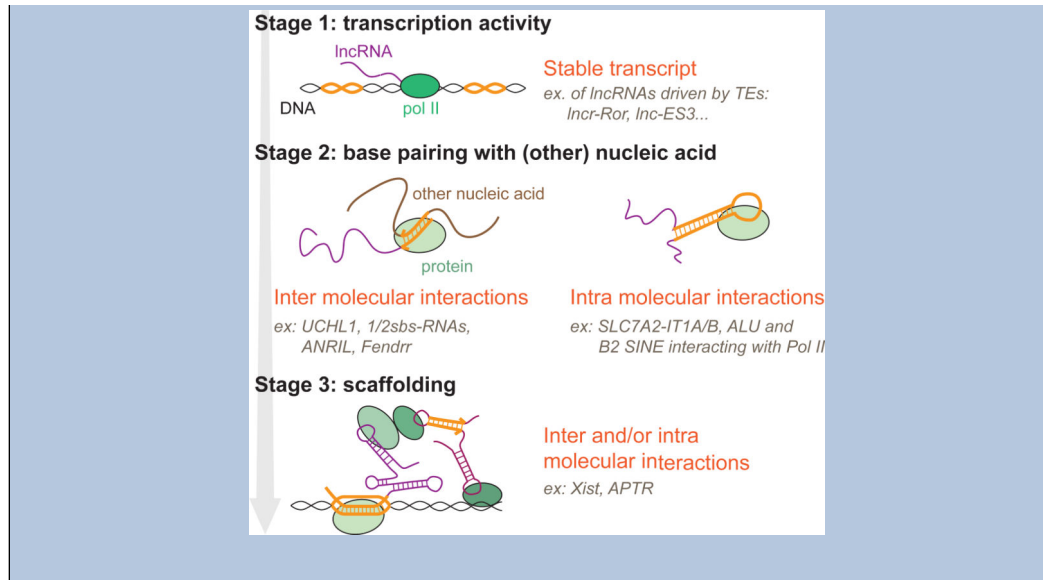 Stage 1: transcription activity
lncRNA
DNA
pol II
Stable transcript
ex. of lncRNAs driven by TEs:
lncr-Ror, lnc-ES3...
Stage 2: base pairing with (other) nucleic acid
other nucleic acid
protein
Inter molecular interactions
ex: UCHL1, 1/2sbs-RNAs,
ANRIL, Fendrr
Intra molecular interactions
ex: SLC7A2-IT1A/B, ALU and
B2 SINE interacting with Pol II
Stage 3: scaffolding
Inter and/or intra
molecular interactions
ex: Xist, APTR